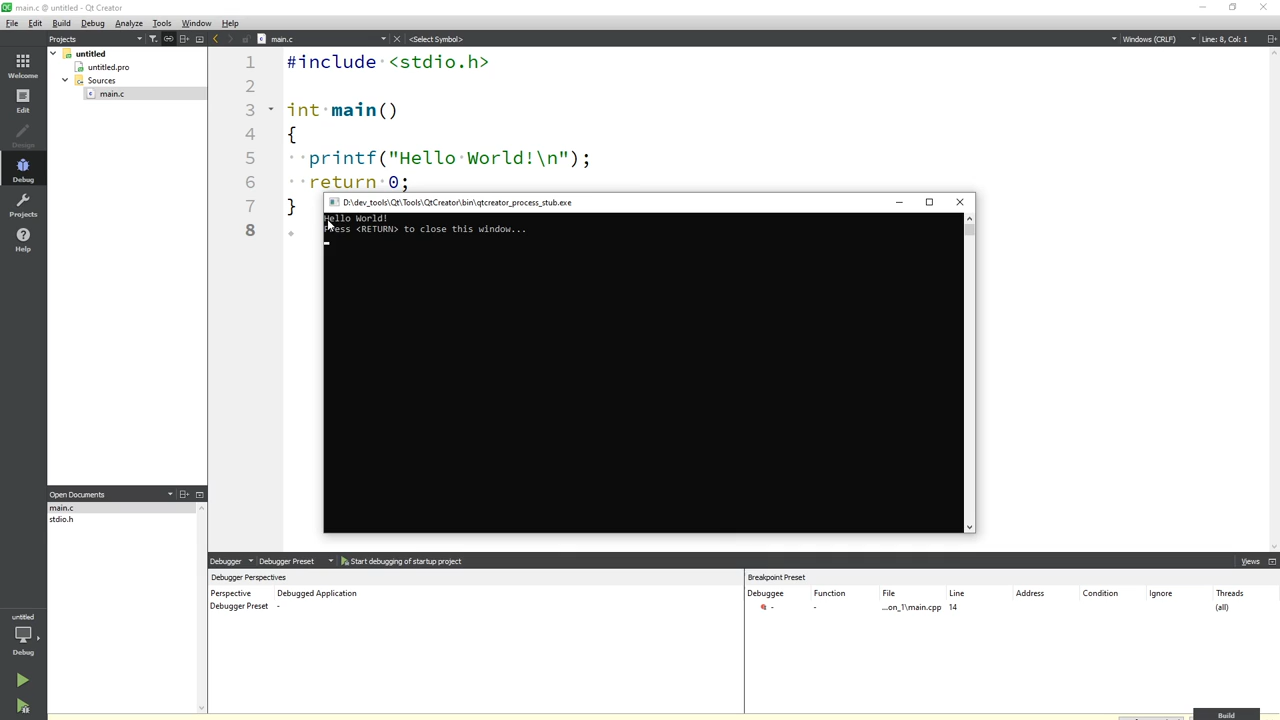 main.c @ untitled - Qt Creator
File Edit Build Debug Analyze Tools Window Help
Projects
main.c
<Select Symbol>
Windows (CRLF)
Line: 8, Col: 1
Welcome
Edit
Design
Debug
Projects
Help
untitled
untitled.pro
Sources
main.c
1 #include <stdio.h>
2
3 int main()
4 {
5 printf("Hello World!\n");
6 return 0;
7 }
8
D:\dev_tools\Qt\Tools\QtCreator\bin\qtcreator_process_stub.exe
Hello World!
Press <RETURN> to close this window...
Open Documents
main.c
stdio.h
Debugger
Debugger Preset
Start debugging of startup project
Views
Debugger Perspectives
Perspective Debugged Application
Debugger Preset -
Breakpoint Preset
Debuggee Function File Line Address Condition Ignore Threads
- - ...on_1\main.cpp 14 (all)
untitled
Debug
Build